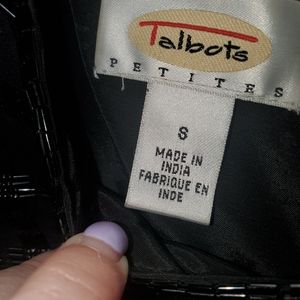 Talbots
PETITES
S
MADE IN
INDIA
FABRIQUE EN
INDE